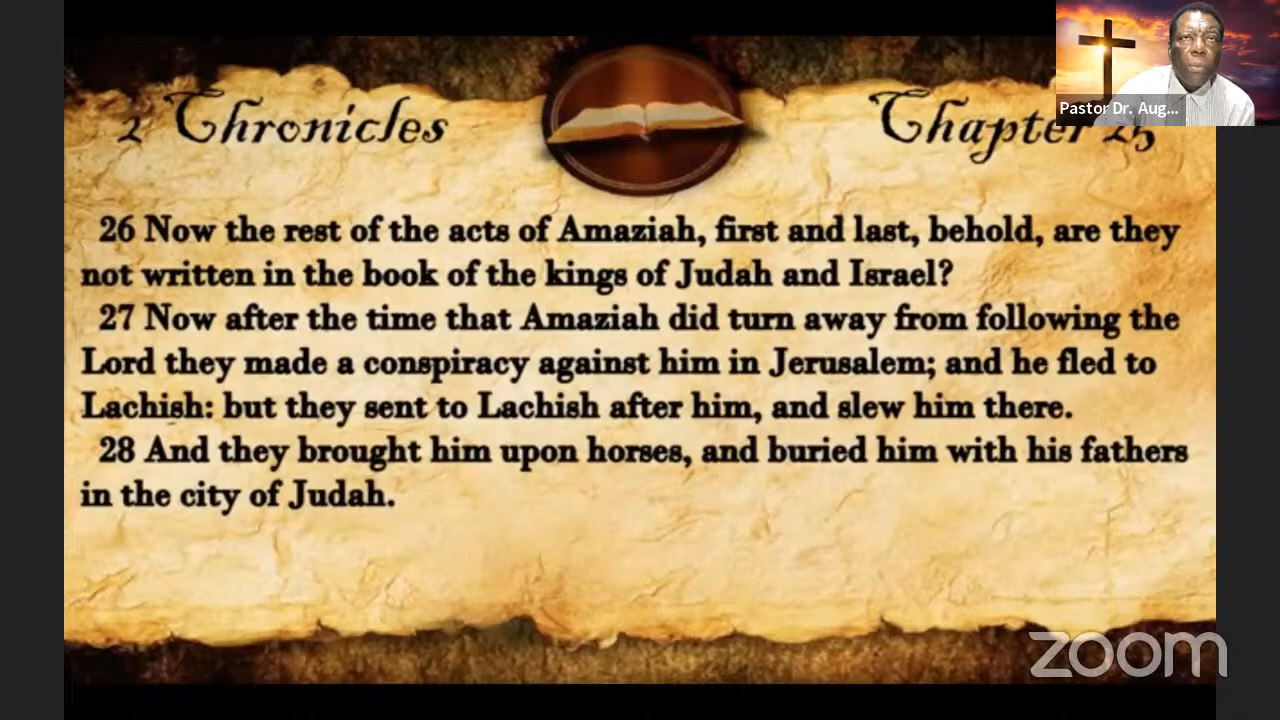 2 Chronicles
Chapter 25
Pastor Dr. Aug...
26 Now the rest of the acts of Amaziah, first and last, behold, are they
not written in the book of the kings of Judah and Israel?
27 Now after the time that Amaziah did turn away from following the
Lord they made a conspiracy against him in Jerusalem; and he fled to
Lachish: but they sent to Lachish after him, and slew him there.
28 And they brought him upon horses, and buried him with his fathers
in the city of Judah.
zoom